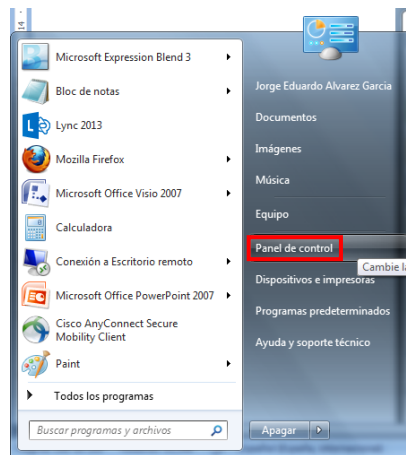 14
Microsoft Expression Blend 3
Bloc de notas
Lync 2013
Mozilla Firefox
Microsoft Office Visio 2007
Calculadora
Conexión a Escritorio remoto
Microsoft Office PowerPoint 2007
Cisco AnyConnect Secure
Mobility Client
Paint
Todos los programas
Buscar programas y archivos
Jorge Eduardo Alvarez Garcia
Documentos
Imágenes
Música
Equipo
Panel de control
Cambie la
Dispositivos e impresoras
Programas predeterminados
Ayuda y soporte técnico
Apagar